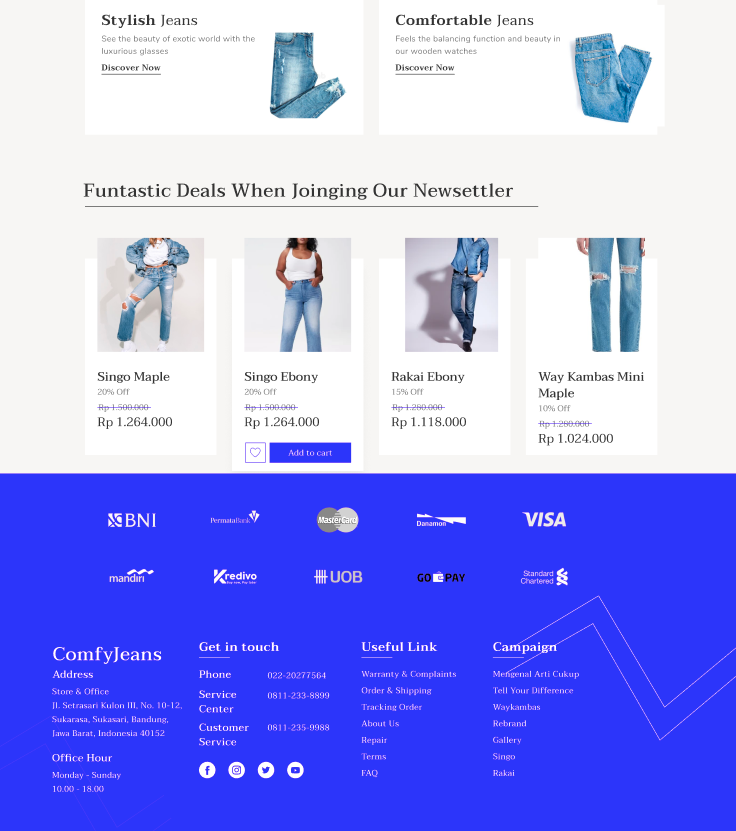 Stylish Jeans
See the beauty of exotic world with the
luxurious glasses
Discover Now
Comfortable Jeans
Feels the balancing function and beauty in
our wooden watches
Discover Now
Funtastic Deals When Joinging Our Newsettler
Singo Maple
20% Off
Rp 1.500.000
Rp 1.264.000
Singo Ebony
20% Off
Rp 1.500.000
Rp 1.264.000
Add to cart
Rakai Ebony
15% Off
Rp 1.280.000
Rp 1.118.000
Way Kambas Mini
Maple
10% Off
Rp 1.280.000
Rp 1.024.000
BNI
PermataBank
MasterCard
Danamon
VISA
mandiri
Kredivo
Buy now, Pay later
UOB
GO PAY
Standard
Chartered
ComfyJeans
Address
Store & Office
Jl. Setrasari Kulon III, No. 10-12,
Sukarasa, Sukasari, Bandung,
Jawa Barat, Indonesia 40152
Office Hour
Monday - Sunday
10.00 - 18.00
Get in touch
Phone 022-20277564
Service 0811-233-8899
Center
Customer 0811-235-9988
Service
Useful Link
Warranty & Complaints
Order & Shipping
Tracking Order
About Us
Repair
Terms
FAQ
Campaign
Mengenal Arti Cukup
Tell Your Difference
Waykambas
Rebrand
Gallery
Singo
Rakai